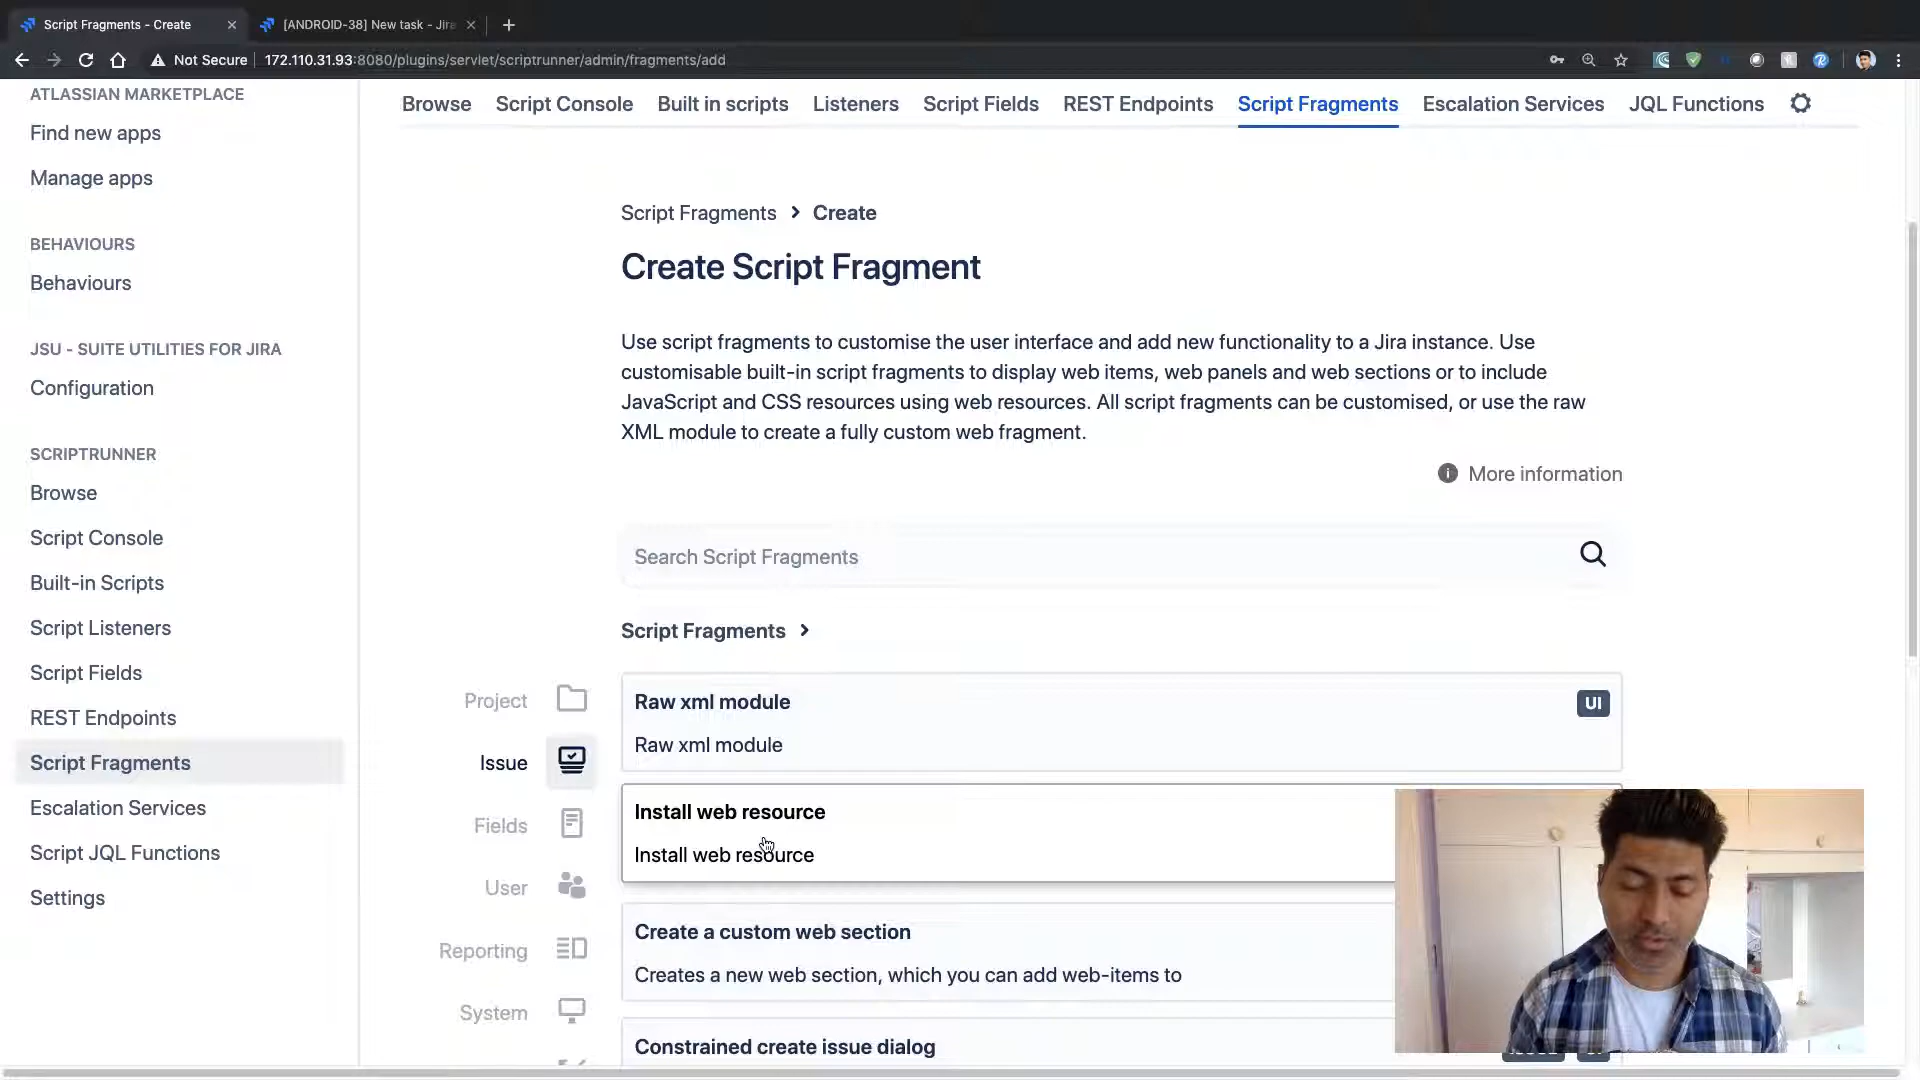 Script Fragments - Create
[ANDROID-38] New task - Jira
Not Secure
172.110.31.93:8080/plugins/servlet/scriptrunner/admin/fragments/add
ATLASSIAN MARKETPLACE
Find new apps
Manage apps
BEHAVIOURS
Behaviours
JSU - SUITE UTILITIES FOR JIRA
Configuration
SCRIPTRUNNER
Browse
Script Console
Built-in Scripts
Script Listeners
Script Fields
REST Endpoints
Script Fragments
Escalation Services
Script JQL Functions
Settings
Browse Script Console Built in scripts Listeners Script Fields REST Endpoints Script Fragments Escalation Services JQL Functions
Script Fragments > Create
Create Script Fragment
Use script fragments to customise the user interface and add new functionality to a Jira instance. Use
customisable built-in script fragments to display web items, web panels and web sections or to include
JavaScript and CSS resources using web resources. All script fragments can be customised, or use the raw
XML module to create a fully custom web fragment.
More information
Search Script Fragments
Script Fragments >
Project
Issue
Fields
User
Reporting
System
Raw xml module
UI
Raw xml module
Install web resource
Install web resource
Create a custom web section
Creates a new web section, which you can add web-items to
Constrained create issue dialog